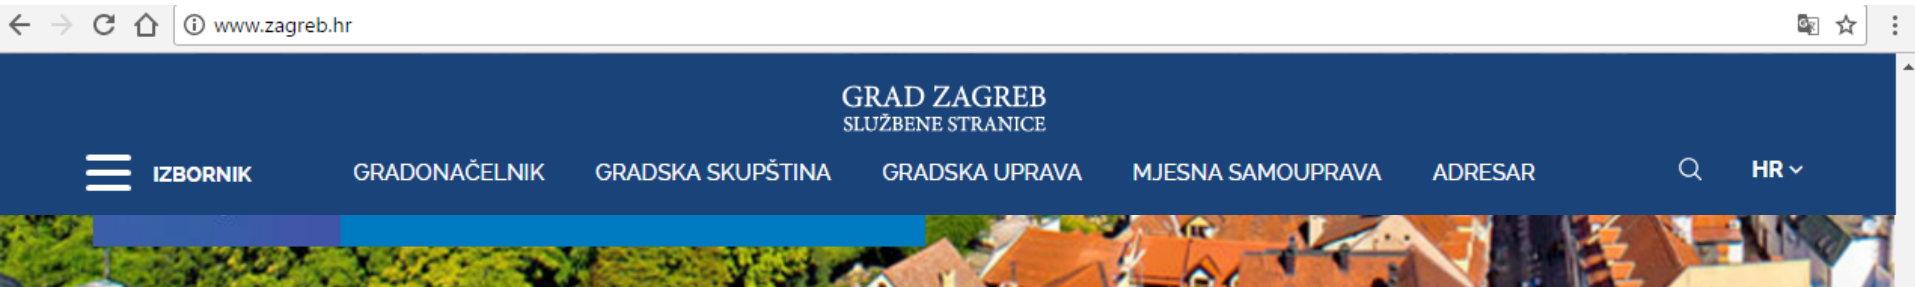 www.zagreb.hr
GRAD ZAGREB
SLUŽBENE STRANICE
IZBORNIK GRADONAČELNIK GRADSKA SKUPŠTINA GRADSKA UPRAVA MJESNA SAMOUPRAVA ADRESAR HR